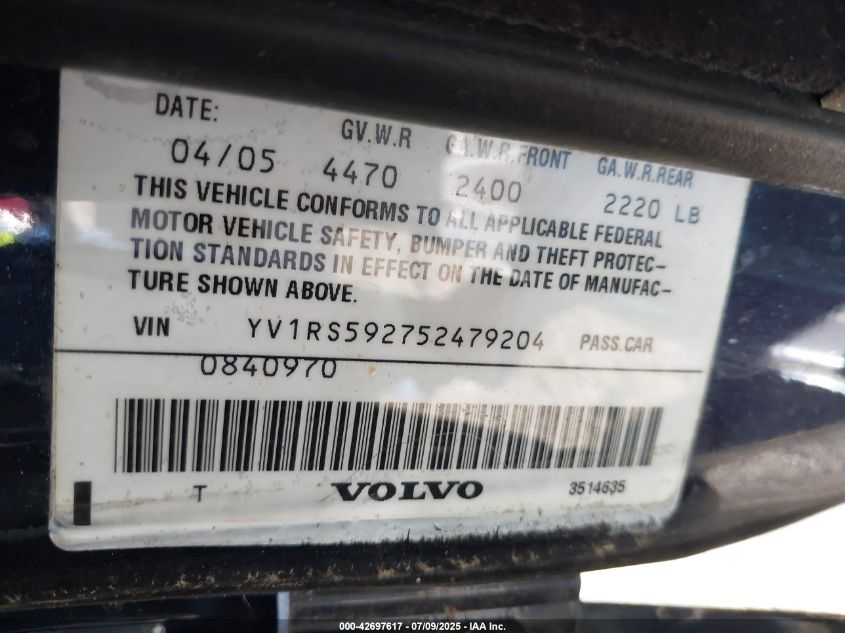 DATE: GV.W.R GA.W.R.FRONT GA.W.R.REAR
04/05 4470 2400 2220 LB
THIS VEHICLE CONFORMS TO ALL APPLICABLE FEDERAL
MOTOR VEHICLE SAFETY, BUMPER AND THEFT PROTEC-
TION STANDARDS IN EFFECT ON THE DATE OF MANUFAC-
TURE SHOWN ABOVE.
VIN YV1RS592752479204 PASS.CAR
0840970
T VOLVO 3514635
000-42697617 / 07/09/2025 - IAA Inc.